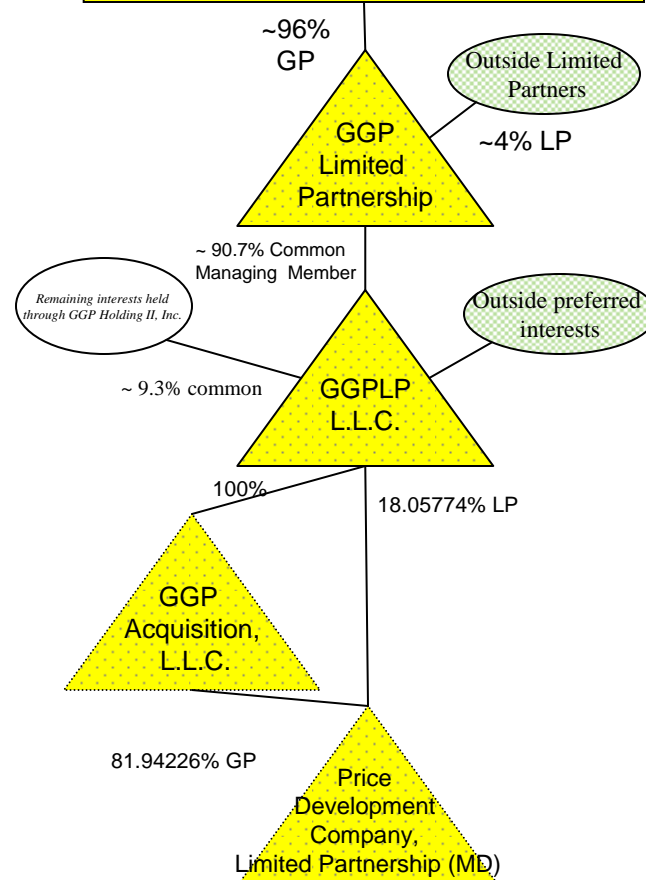 ~96%
GP
Outside Limited
Partners
GGP
Limited
Partnership
~4% LP
~ 90.7% Common
Managing Member
Remaining interests held
through GGP Holding II, Inc.
Outside preferred
interests
~ 9.3% common
GGPLP
L.L.C.
100%
18.05774% LP
GGP
Acquisition,
L.L.C.
81.94226% GP
Price
Development
Company,
Limited Partnership (MD)